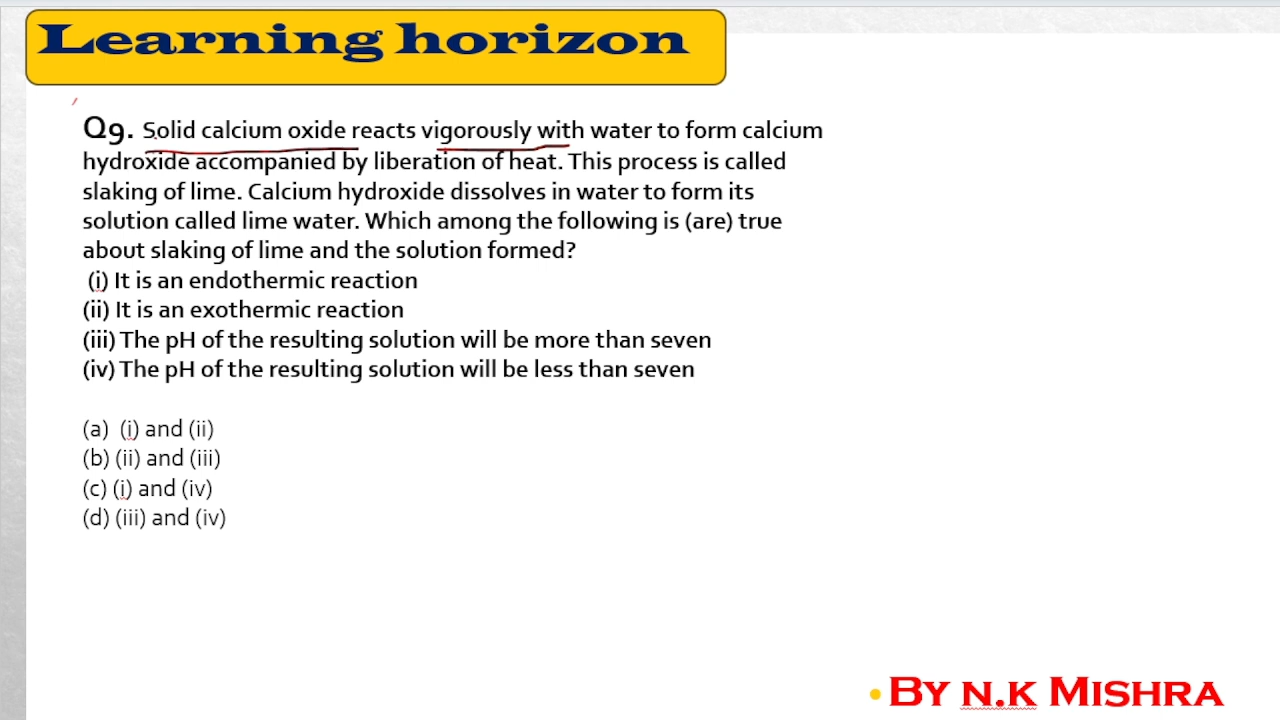 Learning horizon
Q9. Solid calcium oxide reacts vigorously with water to form calcium
hydroxide accompanied by liberation of heat. This process is called
slaking of lime. Calcium hydroxide dissolves in water to form its
solution called lime water. Which among the following is (are) true
about slaking of lime and the solution formed?
(i) It is an endothermic reaction
(ii) It is an exothermic reaction
(iii) The pH of the resulting solution will be more than seven
(iv) The pH of the resulting solution will be less than seven
(a) (i) and (ii)
(b) (ii) and (iii)
(c) (i) and (iv)
(d) (iii) and (iv)
• BY N.K MISHRA